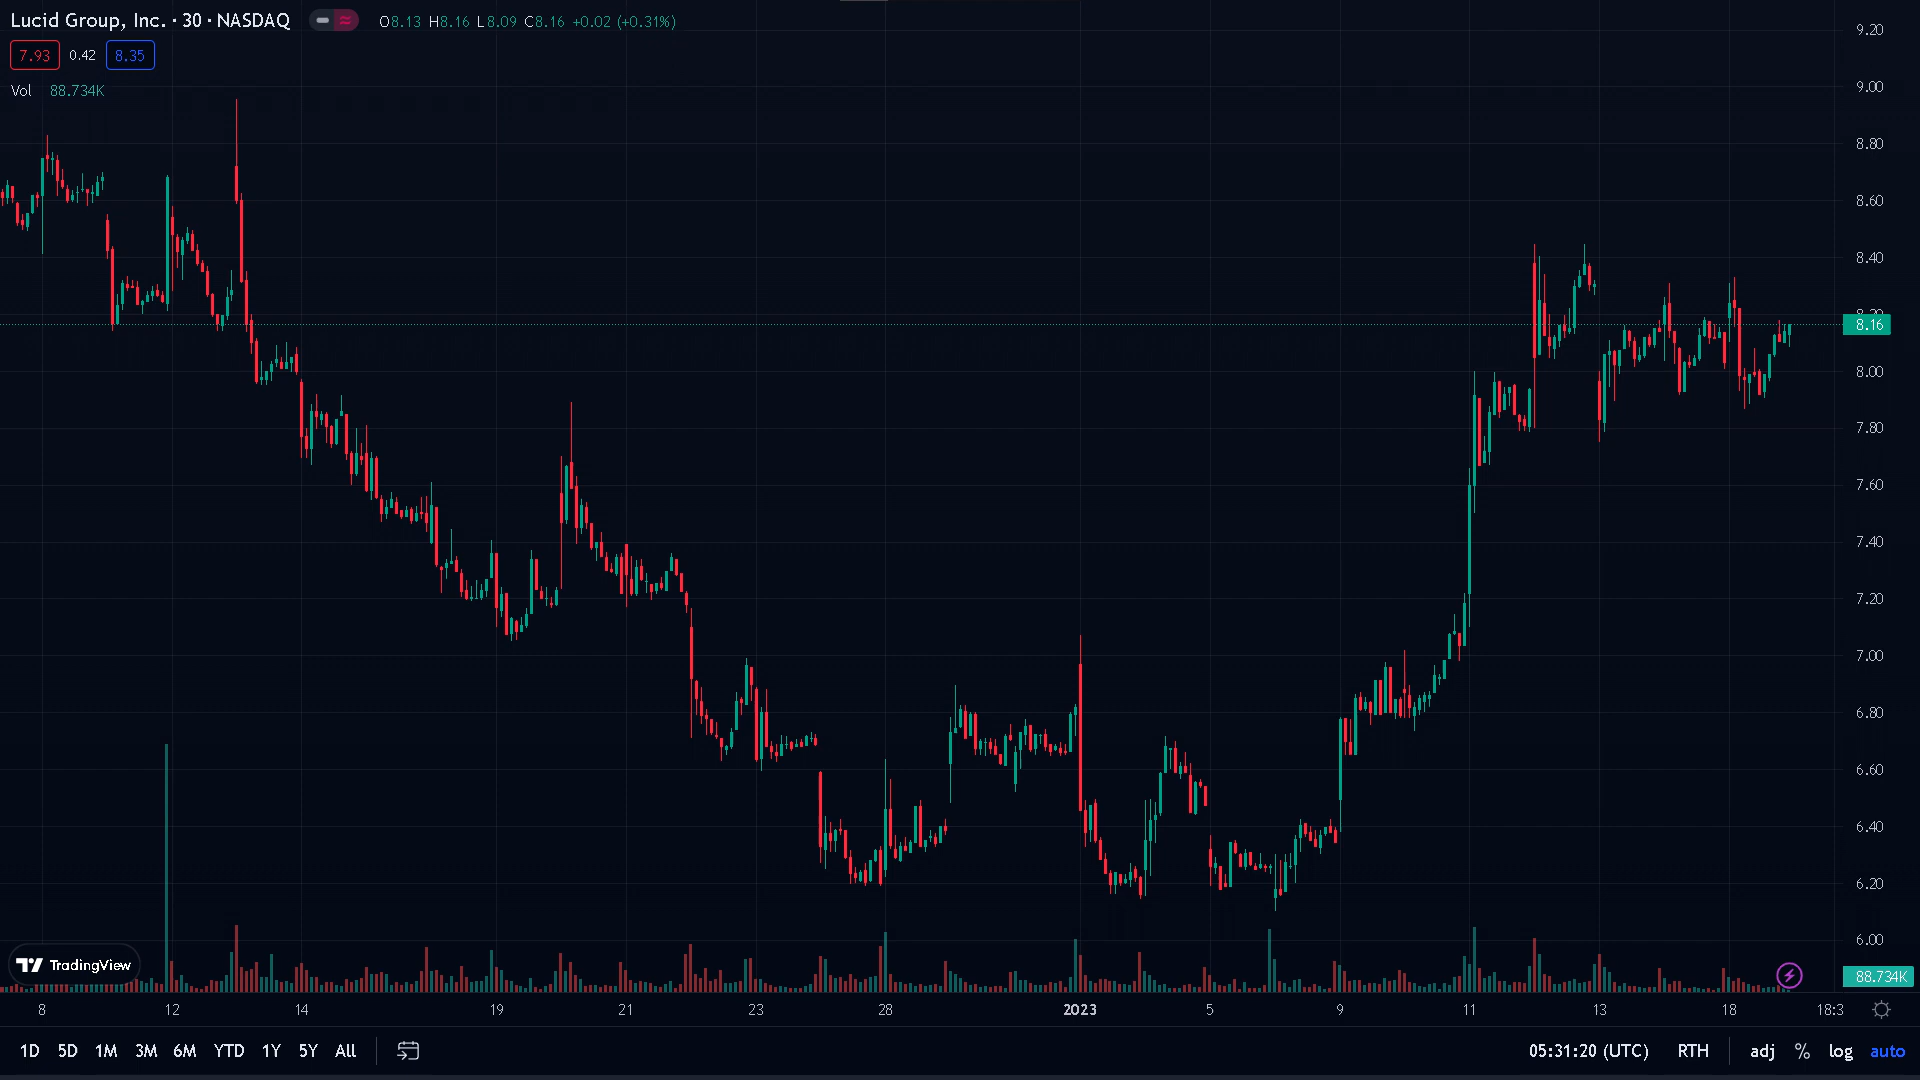 Lucid Group, Inc. · 30 · NASDAQ O8.13 H8.16 L8.09 C8.16 +0.02 (+0.31%)
7.93 0.42 8.35
Vol 88.734K
9.20
9.00
8.80
8.60
8.40
8.20
8.16
8.00
7.80
7.60
7.40
7.20
7.00
6.80
6.60
6.40
6.20
6.00
TradingView
88.734K
8 12 14 19 21 23 28 2023 5 9 11 13 18 18:3
1D 5D 1M 3M 6M YTD 1Y 5Y All 05:31:20 (UTC) RTH adj % log auto